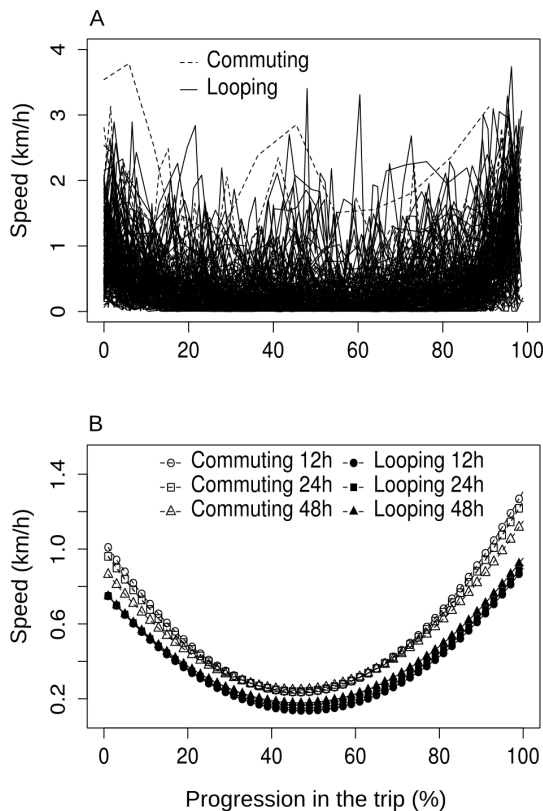 A
Speed (km/h)
4
3
2
1
0
Commuting
Looping
0 20 40 60 80 100
B
Speed (km/h)
1.4
1.0
0.6
0.2
Commuting 12h Looping 12h
Commuting 24h Looping 24h
Commuting 48h Looping 48h
0 20 40 60 80 100
Progression in the trip (%)